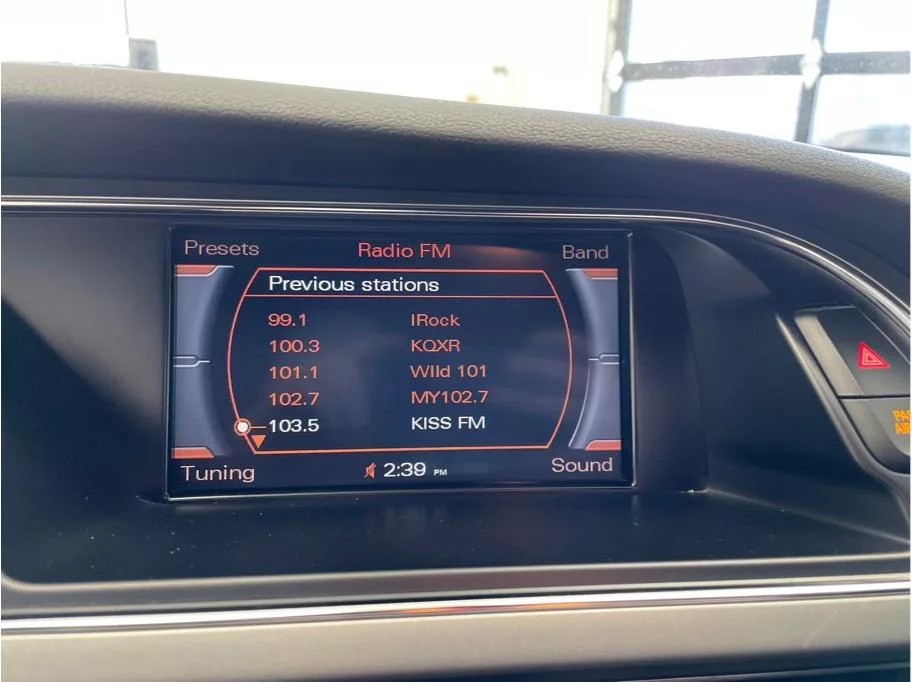 Presets Radio FM Band
Previous stations
99.1 IRock
100.3 KQXR
101.1 Wild 101
102.7 MY102.7
103.5 KISS FM
Tuning 2:39 PM Sound